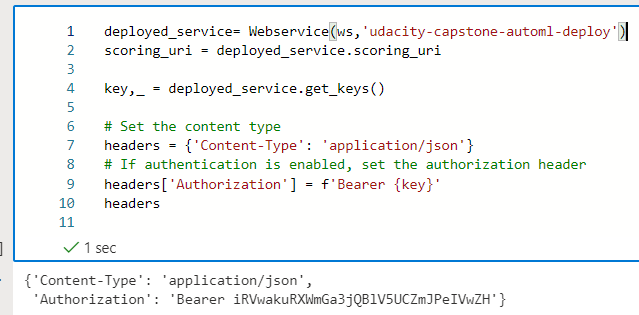 1 deployed_service= Webservice(ws,'udacity-capstone-automl-deploy')
2 scoring_uri = deployed_service.scoring_uri
3
4 key,_ = deployed_service.get_keys()
5
6 # Set the content type
7 headers = {'Content-Type': 'application/json'}
8 # If authentication is enabled, set the authorization header
9 headers['Authorization'] = f'Bearer {key}'
10 headers
11
] ✓ 1 sec
{'Content-Type': 'application/json',
'Authorization': 'Bearer iRVwakuRXWmGa3jQBlV5UCZmJPeIVwZH'}